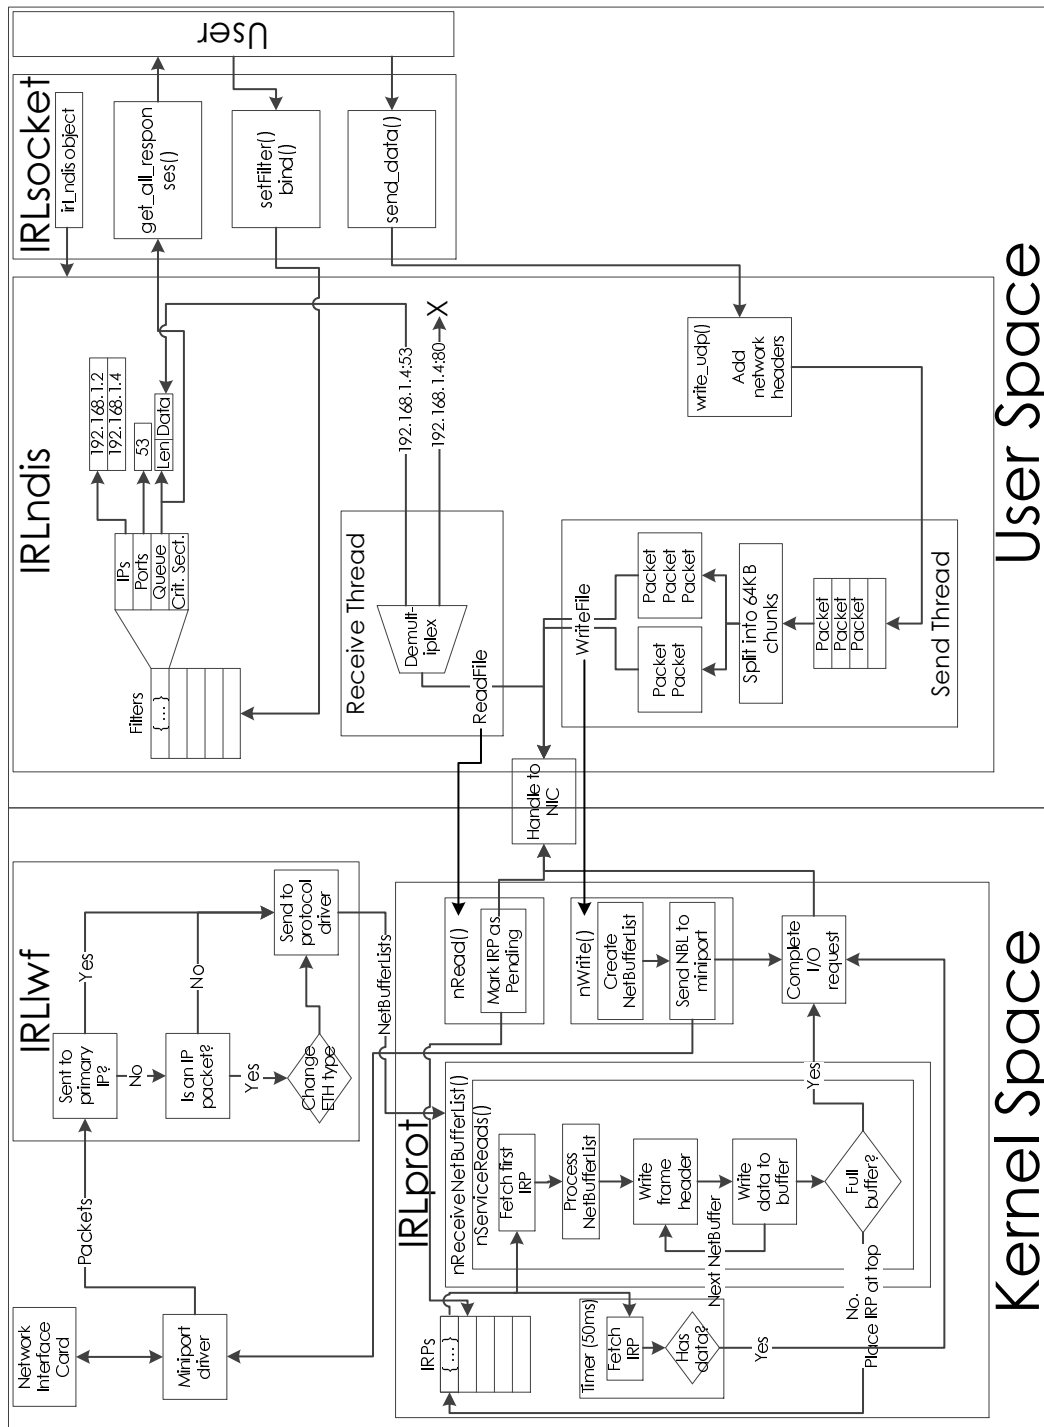 User
IRLsocket
irl_ndis object
get_all_respon
ses()
setFilter()
bind()
send_data()
User Space
IRLndis
192.168.1.2
192.168.1.4
53
Len
Data
IPs
Ports
Queue
Crit. Sect.
Filters
{ ... }
192.168.1.4:53
192.168.1.4:80
X
Receive Thread
Demult-
iplex
ReadFile
write_udp()
Add
network
headers
WriteFile
Packet
Packet
Packet
Packet
Packet
Split into 64KB
chunks
Packet
Packet
Packet
Send Thread
Handle to
NIC
Kernel Space
IRLlwf
Sent to
primary
IP?
Yes
No
Is an IP
packet?
No
Yes
Change
ETH type
Send to
protocol
driver
NetBufferLists
Packets
Network
Interface
Card
Miniport
driver
IRLprot
nRead()
Mark IRP as
Pending
nWrite()
Create
NetBufferList
Send NBL to
miniport
Complete
I/O
request
nReceiveNetBufferList()
nServiceReads()
Fetch first
IRP
Process
NetBufferList
Write
frame
header
Write
data to
buffer
Next NetBuffer
Full
buffer?
Yes
No.
Place IRP at top
IRPs
{ ... }
Timer (50ms)
Fetch
IRP
Has
data?
Yes